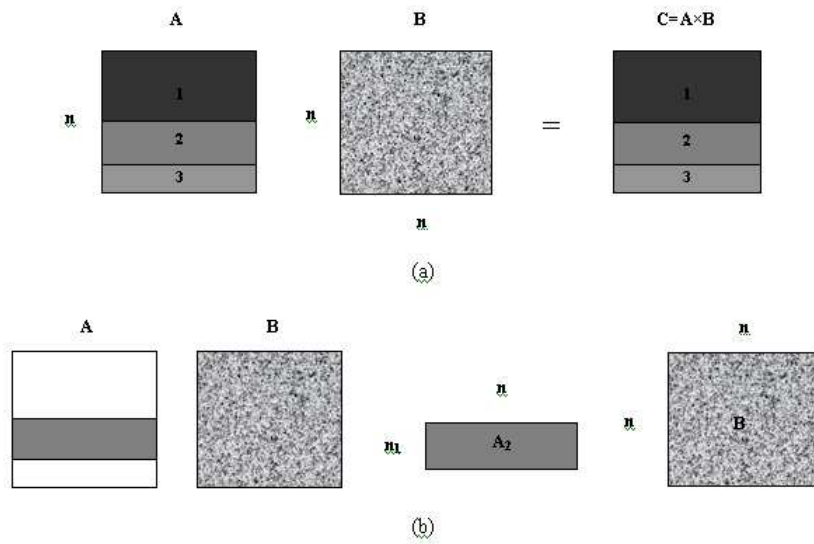 A B C=A×B
n 1 n = 1
2 2
3 3
n
(a)
A B n
n
n₁ A₂ n B
(b)